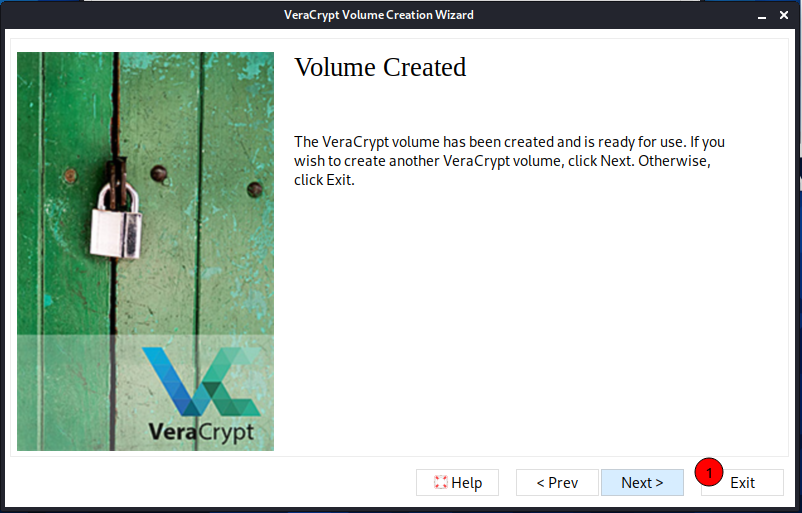 VeraCrypt Volume Creation Wizard
Volume Created
The VeraCrypt volume has been created and is ready for use. If you
wish to create another VeraCrypt volume, click Next. Otherwise,
click Exit.
VeraCrypt
Help
< Prev
Next >
1
Exit